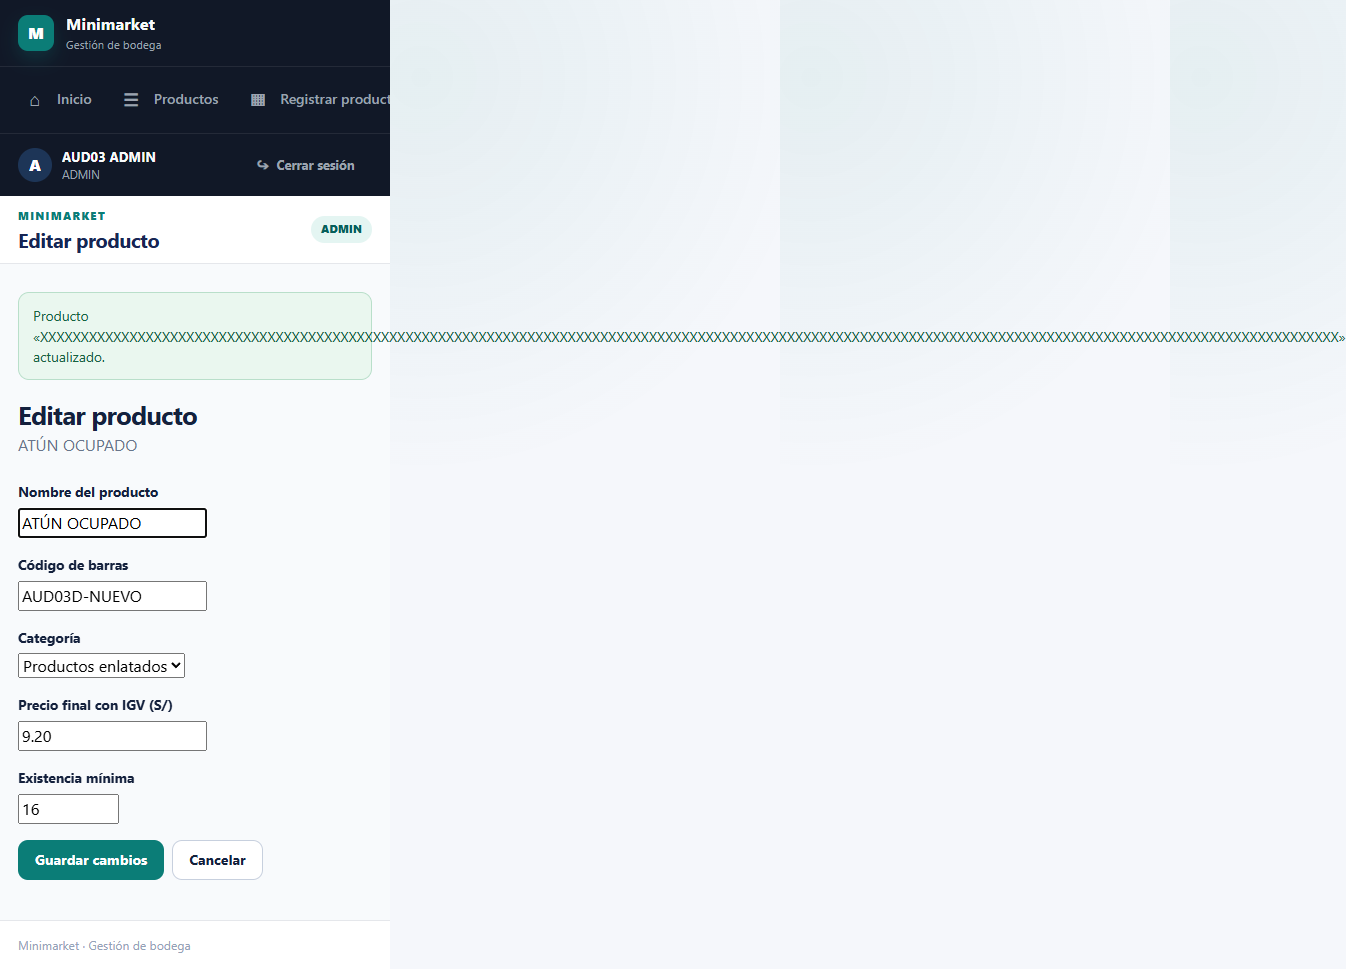 M
Minimarket
Gestión de bodega
Inicio
Productos
Registrar product
A
AUD03 ADMIN
ADMIN
Cerrar sesión
MINIMARKET
Editar producto
ADMIN
Producto
«XXXXXXXXXXXXXXXXXXXXXXXXXXXXXXXXXXXXXXXXXXXXXXXXXXXXXXXXXXXXXXXXXXXXXXXXXXXXXXXXXXXXXXXXXXXXXXXXXXXXXXXXXXXXXXXXXXXXXXXXXXXXXXXXXXXXXXXXXXXXXXXXXXXXXXXXXXXXXXXX»
actualizado.
Editar producto
ATÚN OCUPADO
Nombre del producto
ATÚN OCUPADO
Código de barras
AUD03D-NUEVO
Categoría
Productos enlatados
Precio final con IGV (S/)
9.20
Existencia mínima
16
Guardar cambios
Cancelar
Minimarket · Gestión de bodega